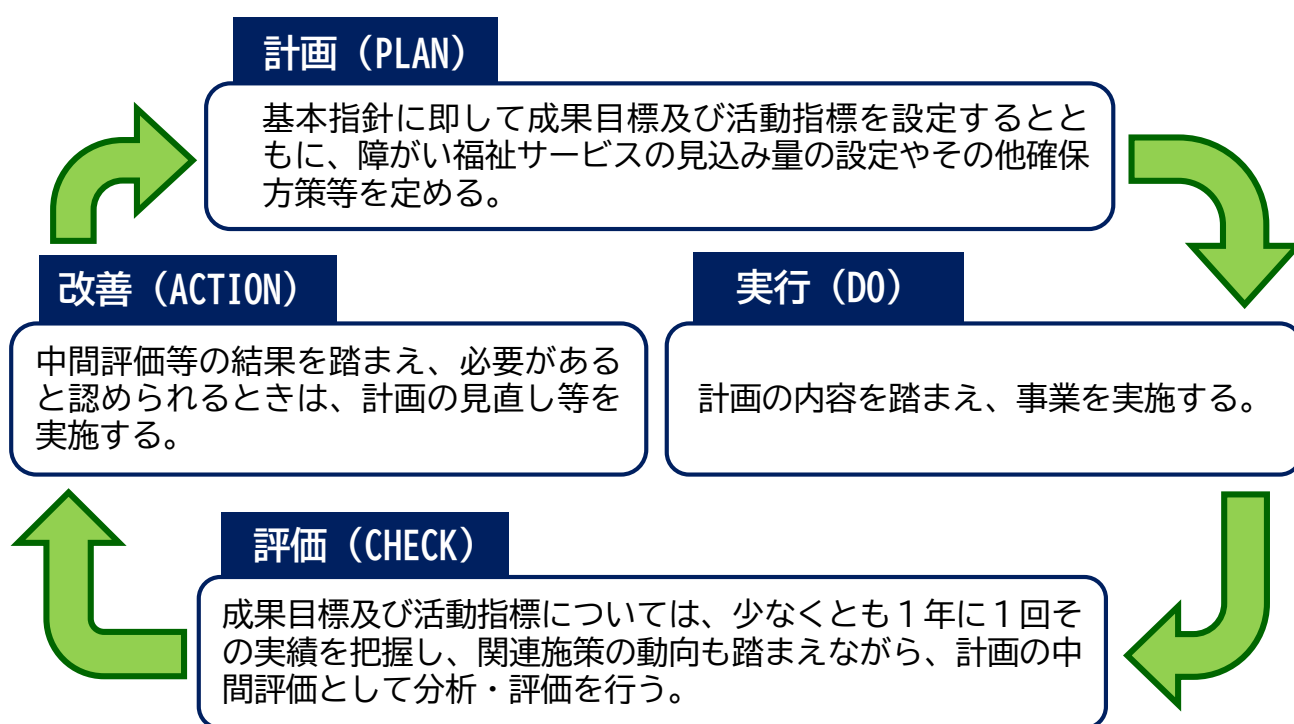 計画（PLAN）
基本指針に即して成果目標及び活動指標を設定するとと
もに、障がい福祉サービスの見込み量の設定やその他確保
方策等を定める。
実行（DO）
計画の内容を踏まえ、事業を実施する。
評価（CHECK）
成果目標及び活動指標については、少なくとも１年に１回そ
の実績を把握し、関連施策の動向も踏まえながら、計画の中
間評価として分析・評価を行う。
改善（ACTION）
中間評価等の結果を踏まえ、必要がある
と認められるときは、計画の見直し等を
実施する。